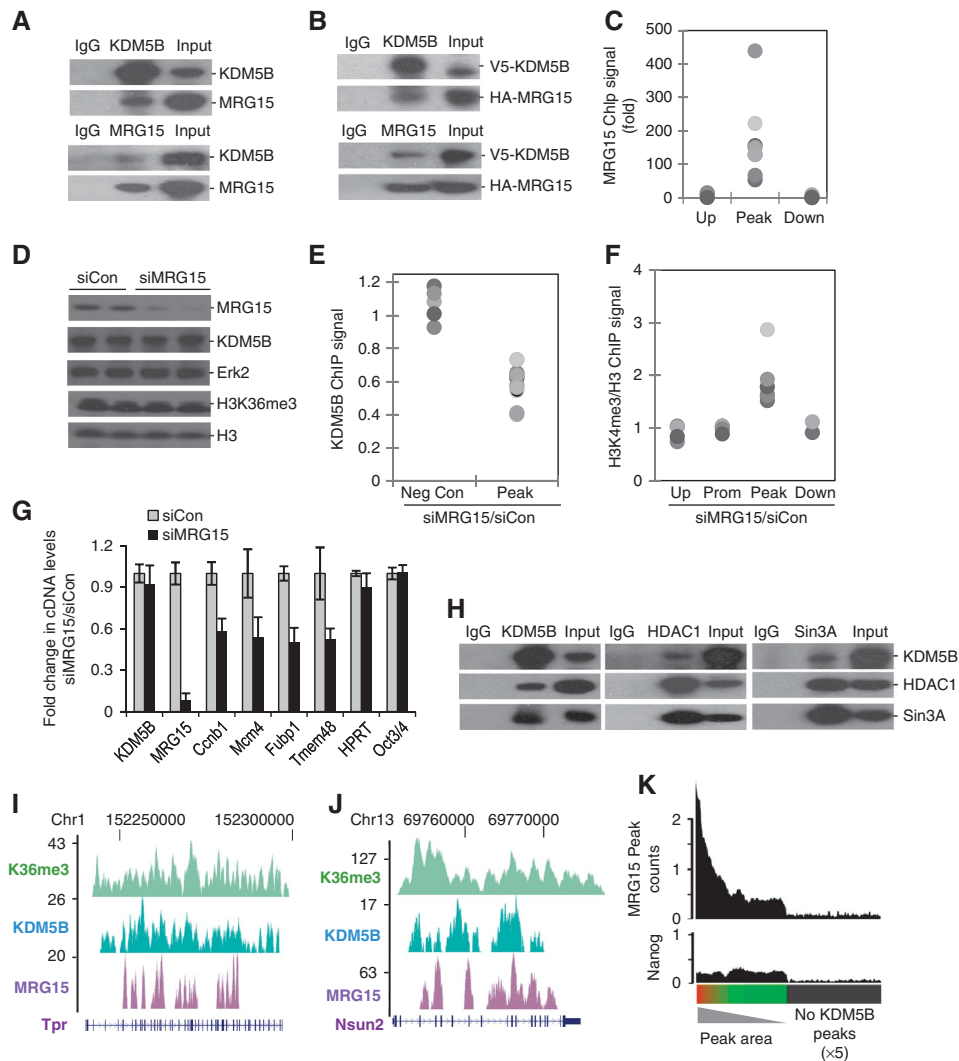 A
IgG KDM5B Input
KDM5B
MRG15
IgG MRG15 Input
KDM5B
MRG15
B
IgG KDM5B Input
V5-KDM5B
HA-MRG15
IgG MRG15 Input
V5-KDM5B
HA-MRG15
C
MRG15 ChIp signal
(fold)
500
400
300
200
100
0
Up Peak Down
D
siCon siMRG15
MRG15
KDM5B
Erk2
H3K36me3
H3
E
KDM5B ChIP signal
1.2
1
0.8
0.6
0.4
0.2
0
Neg Con Peak
siMRG15/siCon
F
H3K4me3/H3 ChIP signal
4
3
2
1
0
Up Prom Peak Down
siMRG15/siCon
G
siCon
siMRG15
Fold change in cDNA levels
siMRG15/siCon
1.2
0.9
0.6
0.3
0
KDM5B MRG15 Ccnb1 Mcm4 Fubp1 Tmem48 HPRT Oct3/4
H
IgG KDM5B Input IgG HDAC1 Input IgG Sin3A Input
KDM5B
HDAC1
Sin3A
I
Chr1 152250000 152300000
43
K36me3
26
KDM5B
20
MRG15
Tpr
J
Chr13 69760000 69770000
127
K36me3
17
KDM5B
63
MRG15
Nsun2
K
MRG15 Peak
counts
2
1
0
Nanog
1
0
Peak area
No KDM5B
peaks
(×5)